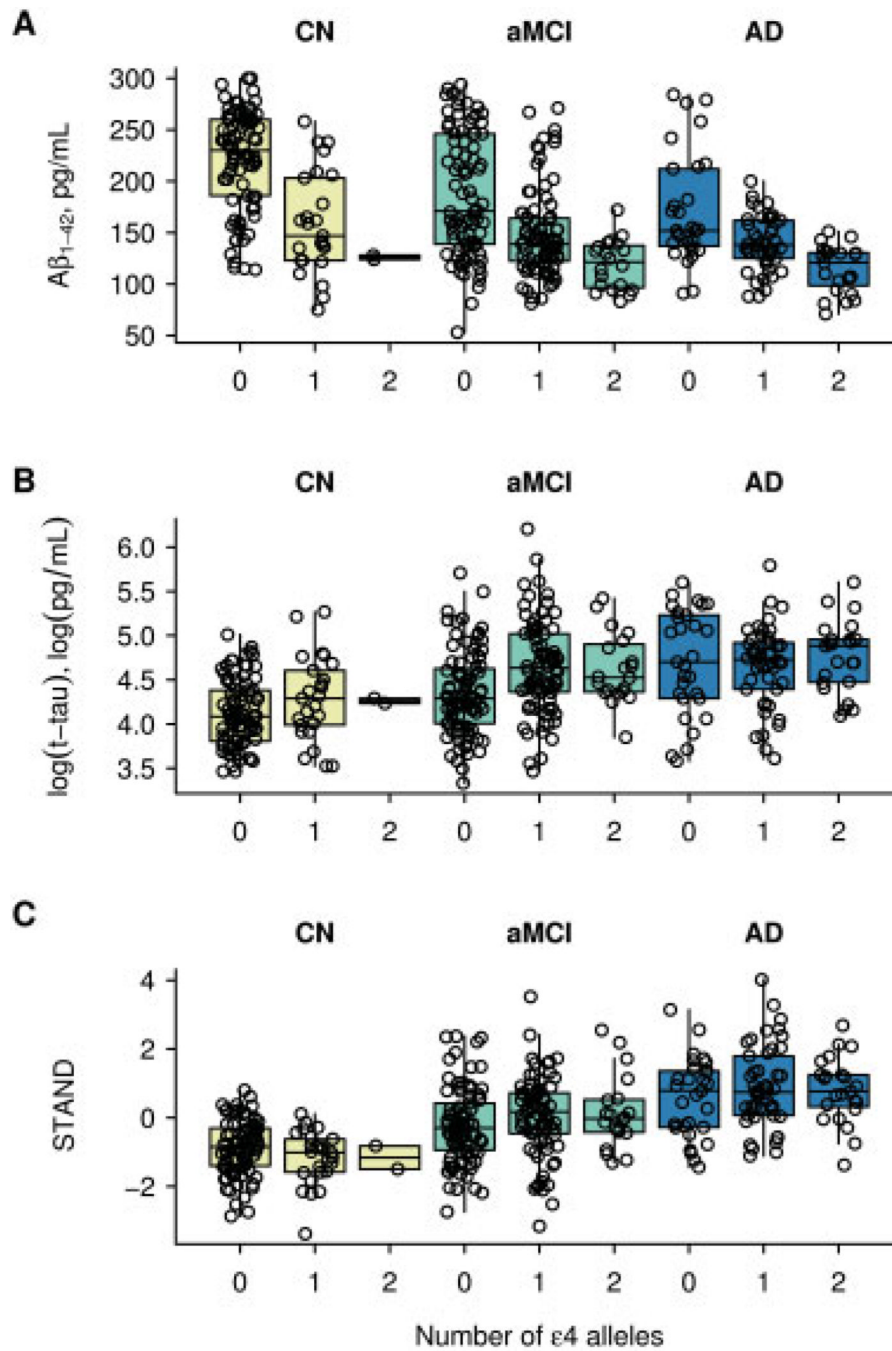 A
CN aMCI AD
Aβ1−42, pg/mL
300
250
200
150
100
50
0 1 2 0 1 2 0 1 2
B
CN aMCI AD
log(t−tau), log(pg/mL)
6.0
5.5
5.0
4.5
4.0
3.5
0 1 2 0 1 2 0 1 2
C
CN aMCI AD
STAND
4
2
0
−2
0 1 2 0 1 2 0 1 2
Number of ε4 alleles